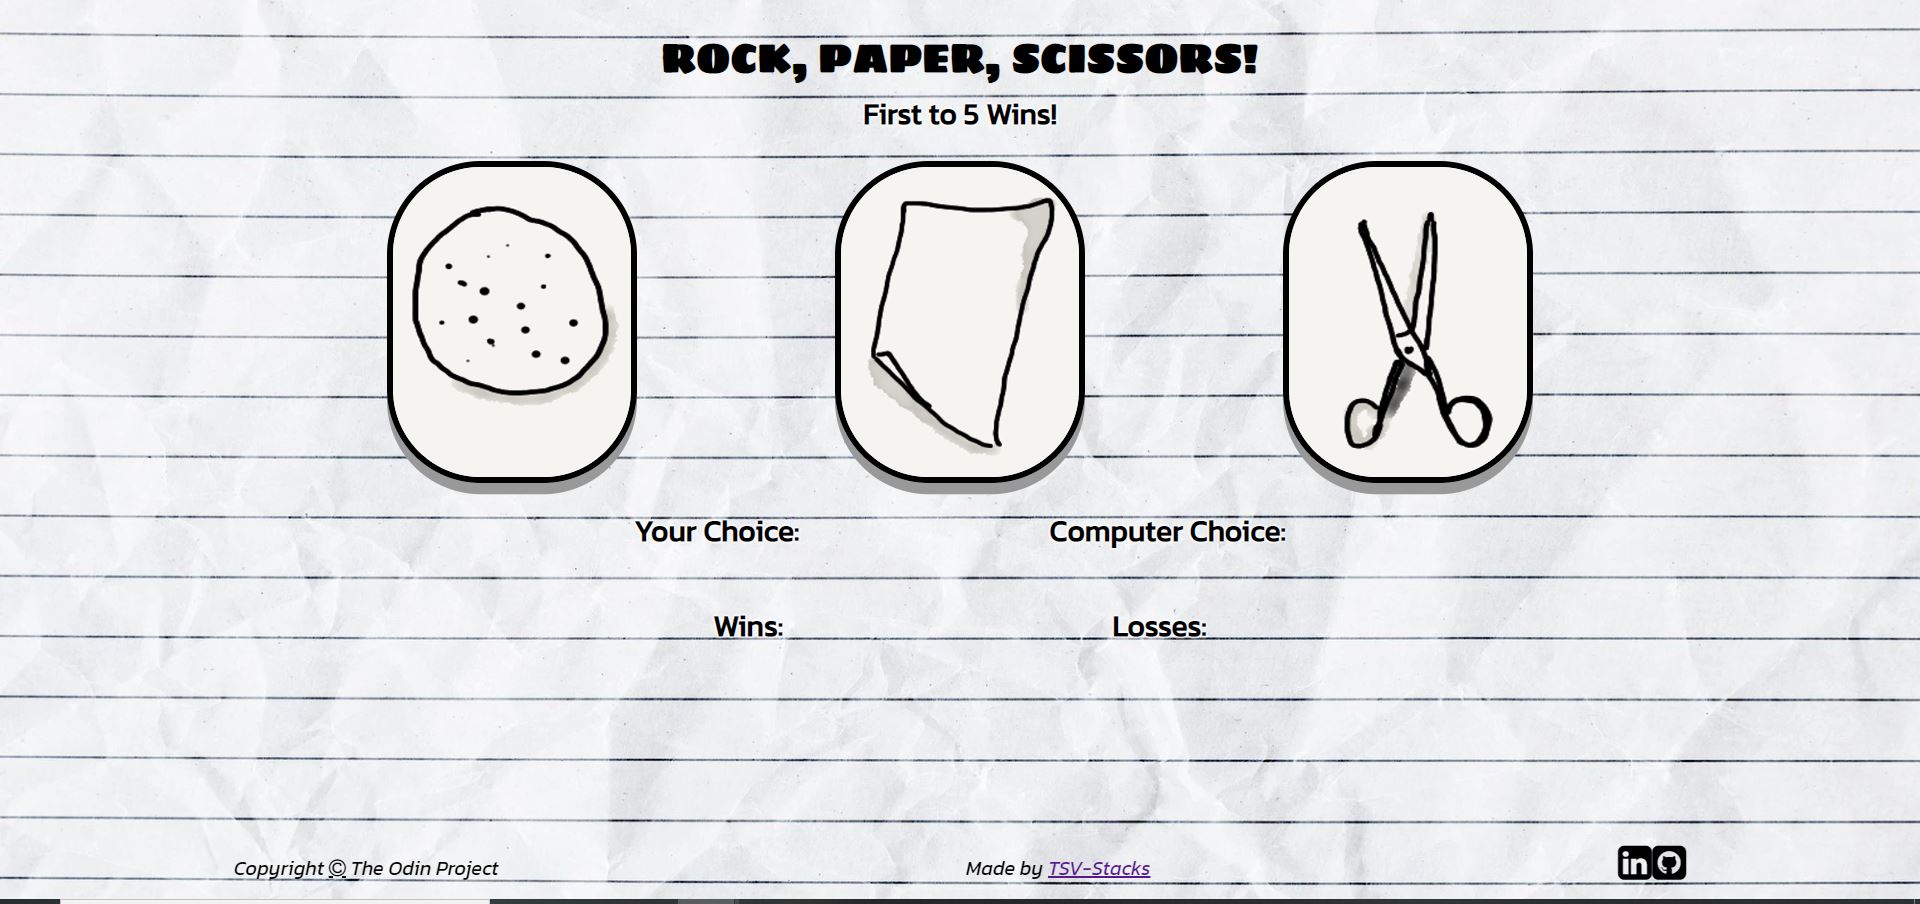 ROCK, PAPER, SCISSORS!
First to 5 Wins!
Your Choice: Computer Choice:
Wins: Losses:
Copyright © The Odin Project Made by TSV-Stacks in